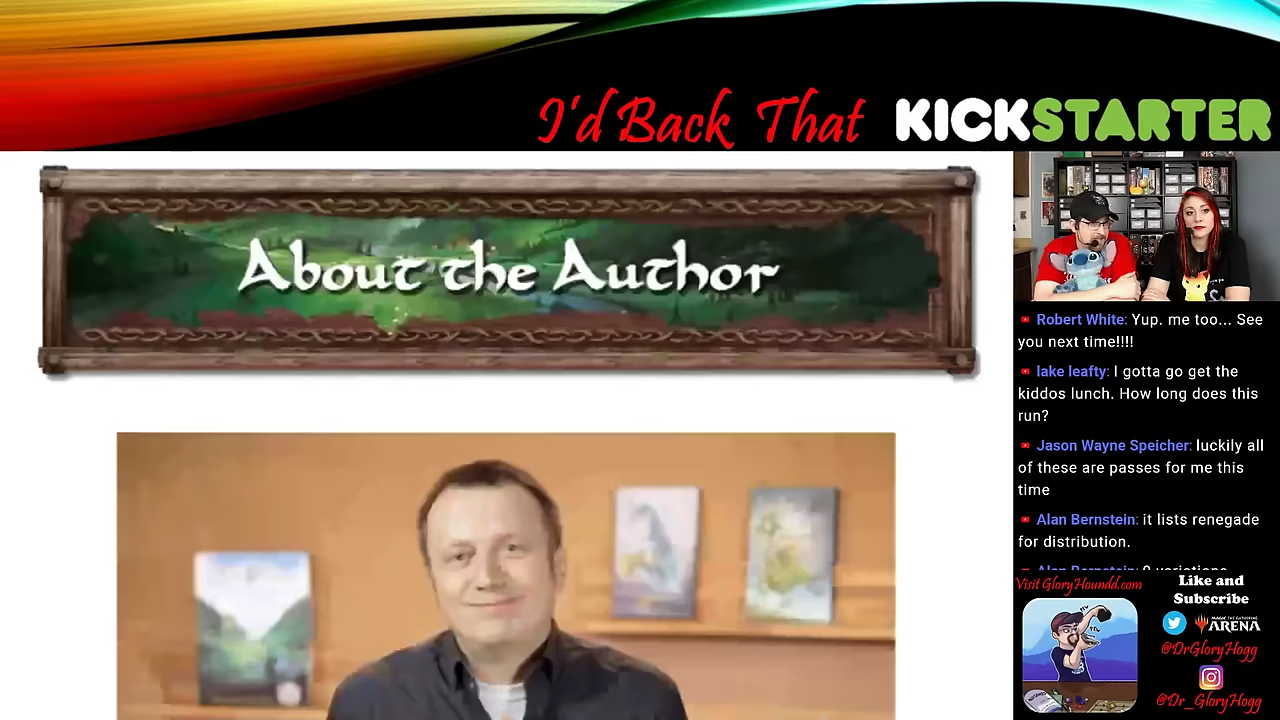 I'd Back That KICKSTARTER
About the Author
Robert White: Yup. me too... See
you next time!!!!
lake leafty: I gotta go get the
kiddos lunch. How long does this
run?
Jason Wayne Speicher: luckily all
of these are passes for me this
time
Alan Bernstein: it lists renegade
for distribution.
Visit GloryHoundd.com
Like and
Subscribe
MAGIC THE GATHERING
ARENA
@DrGloryHogg
@Dr_GloryHogg